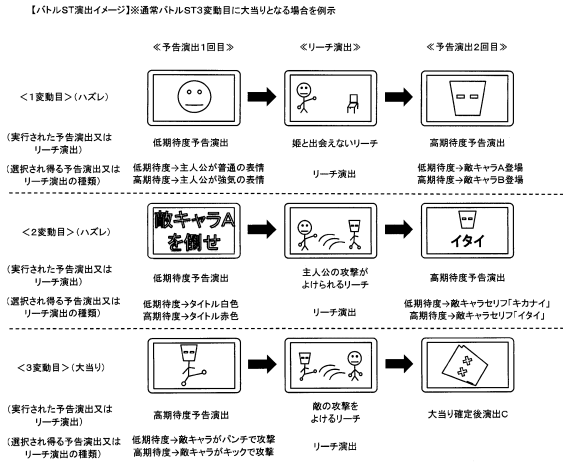 【バトルST演出イメージ】※通常バトルST3変動目に大当りとなる場合を例示
≪予告演出1回目≫
≪リーチ演出≫
≪予告演出2回目≫
<1変動目>(ハズレ)
(実行された予告演出又は
リーチ演出)
低期待度予告演出
姫と出会えないリーチ
高期待度予告演出
(選択され得る予告演出又は
リーチ演出の種類)
低期待度→主人公が普通の表情
高期待度→主人公が強気の表情
リーチ演出
低期待度→敵キャラA登場
高期待度→敵キャラB登場
<2変動目>(ハズレ)
敵キャラA
を倒せ
イタイ
(実行された予告演出又は
リーチ演出)
低期待度予告演出
主人公の攻撃が
よけられるリーチ
高期待度予告演出
(選択され得る予告演出又は
リーチ演出の種類)
低期待度→タイトル白色
高期待度→タイトル赤色
リーチ演出
低期待度→敵キャラセリフ「キカナイ」
高期待度→敵キャラセリフ「イタイ」
<3変動目>(大当り)
(実行された予告演出又は
リーチ演出)
高期待度予告演出
敵の攻撃を
よけるリーチ
大当り確定後演出C
(選択され得る予告演出又は
リーチ演出の種類)
低期待度→敵キャラがパンチで攻撃
高期待度→敵キャラがキックで攻撃
リーチ演出